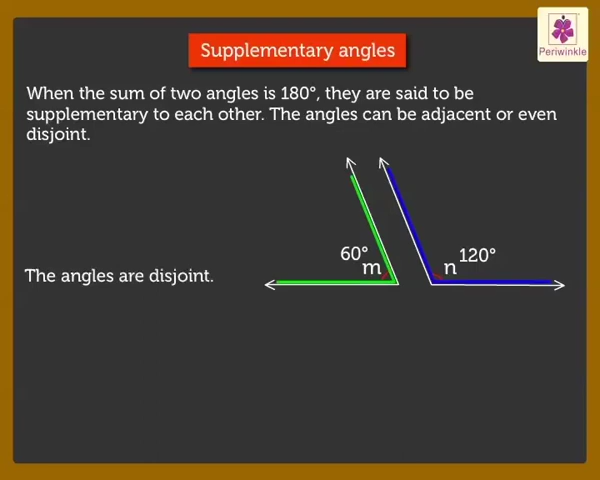 Periwinkle
Supplementary angles
When the sum of two angles is 180°, they are said to be
supplementary to each other. The angles can be adjacent or even
disjoint.
60°
120°
m
n
The angles are disjoint.